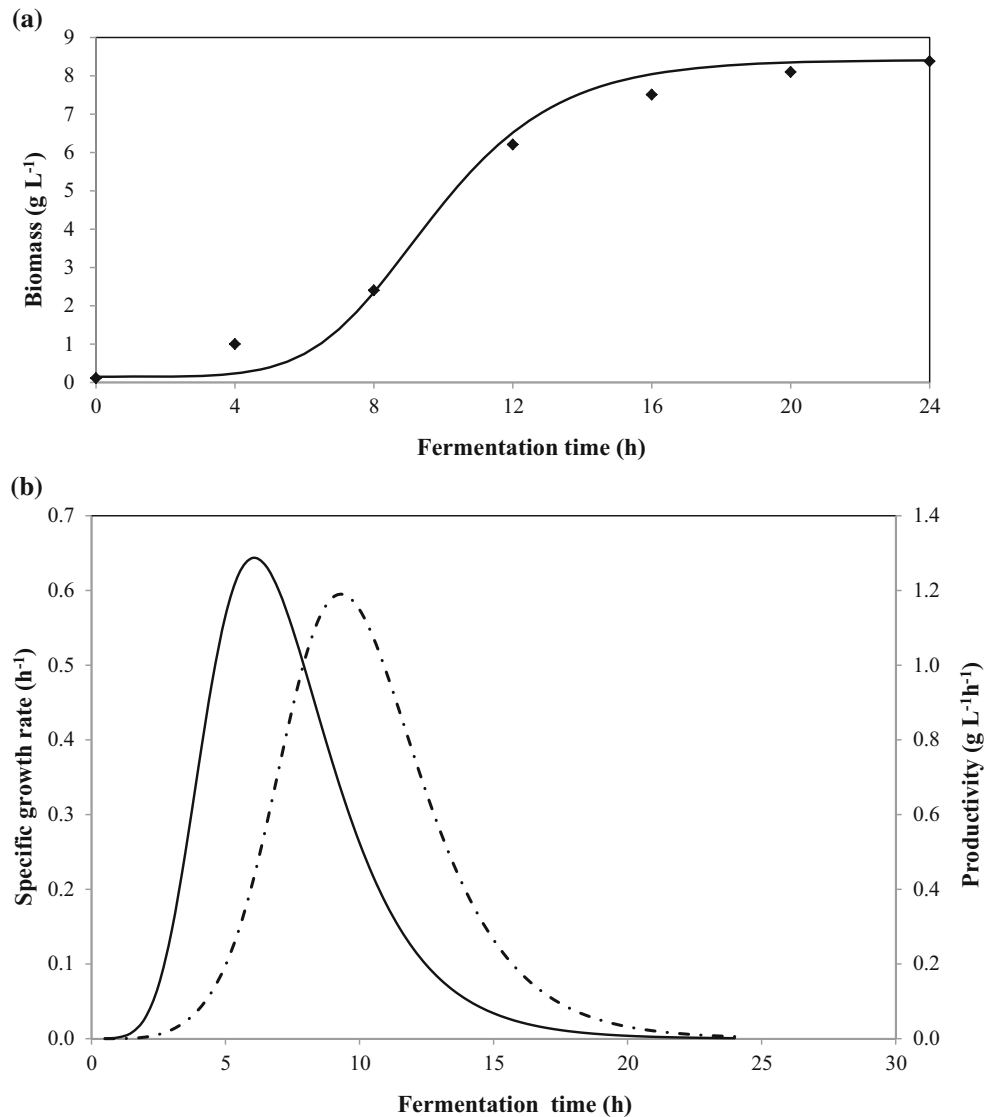 (a)
9
8
7
6
5
4
3
2
1
0
Biomass (g L-1)
0 4 8 12 16 20 24
Fermentation time (h)
(b)
0.7
0.6
0.5
0.4
0.3
0.2
0.1
0.0
Specific growth rate (h-1)
1.4
1.2
1.0
0.8
0.6
0.4
0.2
0.0
Productivity (g L-1h-1)
0 5 10 15 20 25 30
Fermentation time (h)